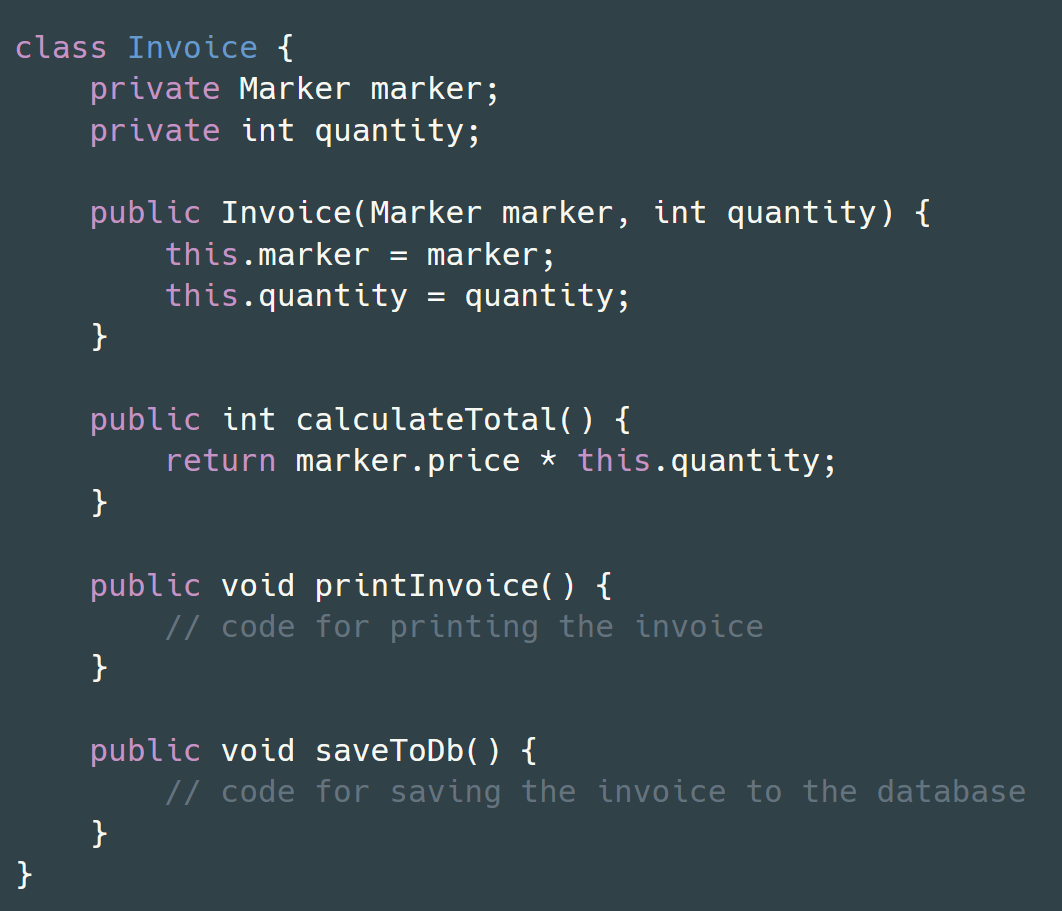 class Invoice {
    private Marker marker;
    private int quantity;

    public Invoice(Marker marker, int quantity) {
        this.marker = marker;
        this.quantity = quantity;
    }

    public int calculateTotal() {
        return marker.price * this.quantity;
    }

    public void printInvoice() {
        // code for printing the invoice
    }

    public void saveToDb() {
        // code for saving the invoice to the database
    }
}